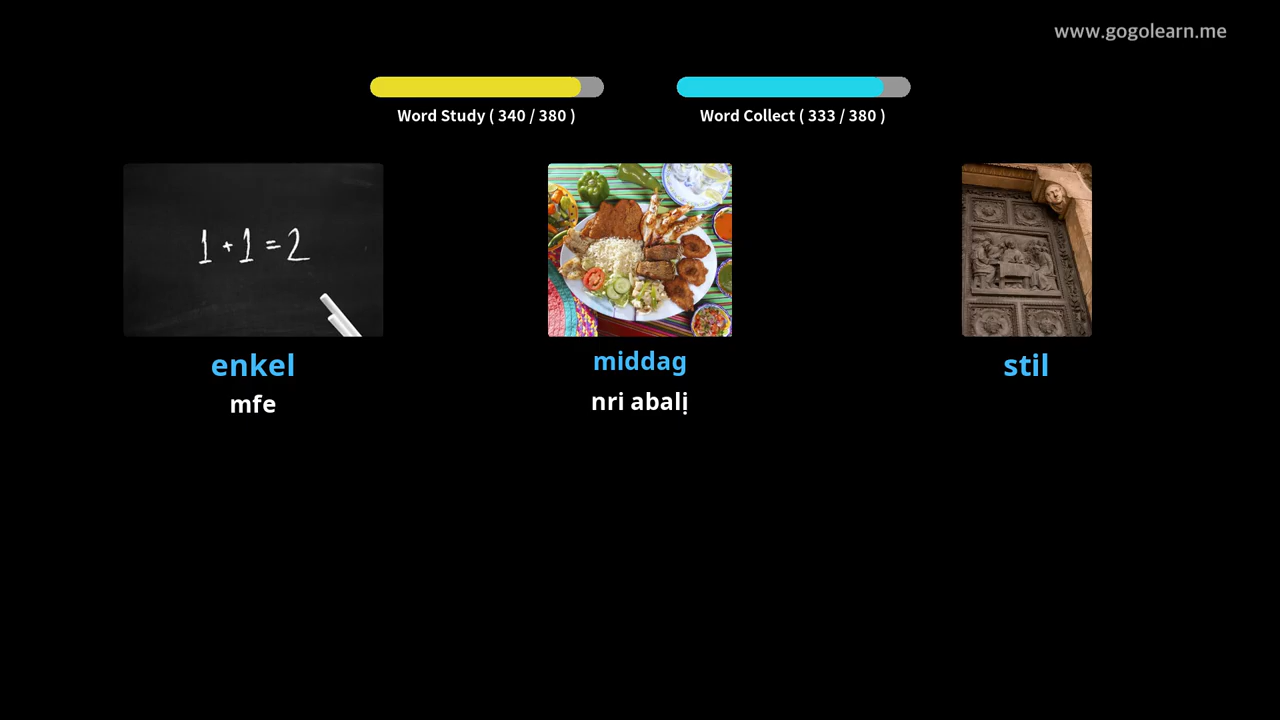 www.gogolearn.me
Word Study ( 340 / 380 )
Word Collect ( 333 / 380 )
1 + 1 = 2
enkel
middag
stil
mfe
nri abalị